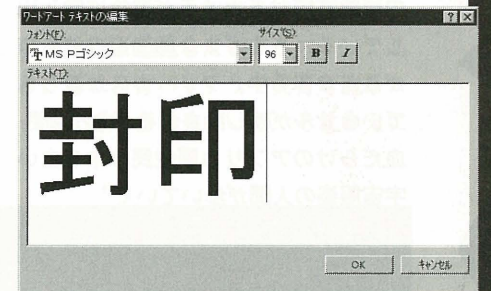 ワードアート テキストの編集
? ×
フォント(F):
サイズ(S):
MS Pゴシック
96
B
I
テキスト(T):
封印
OK
キャンセル